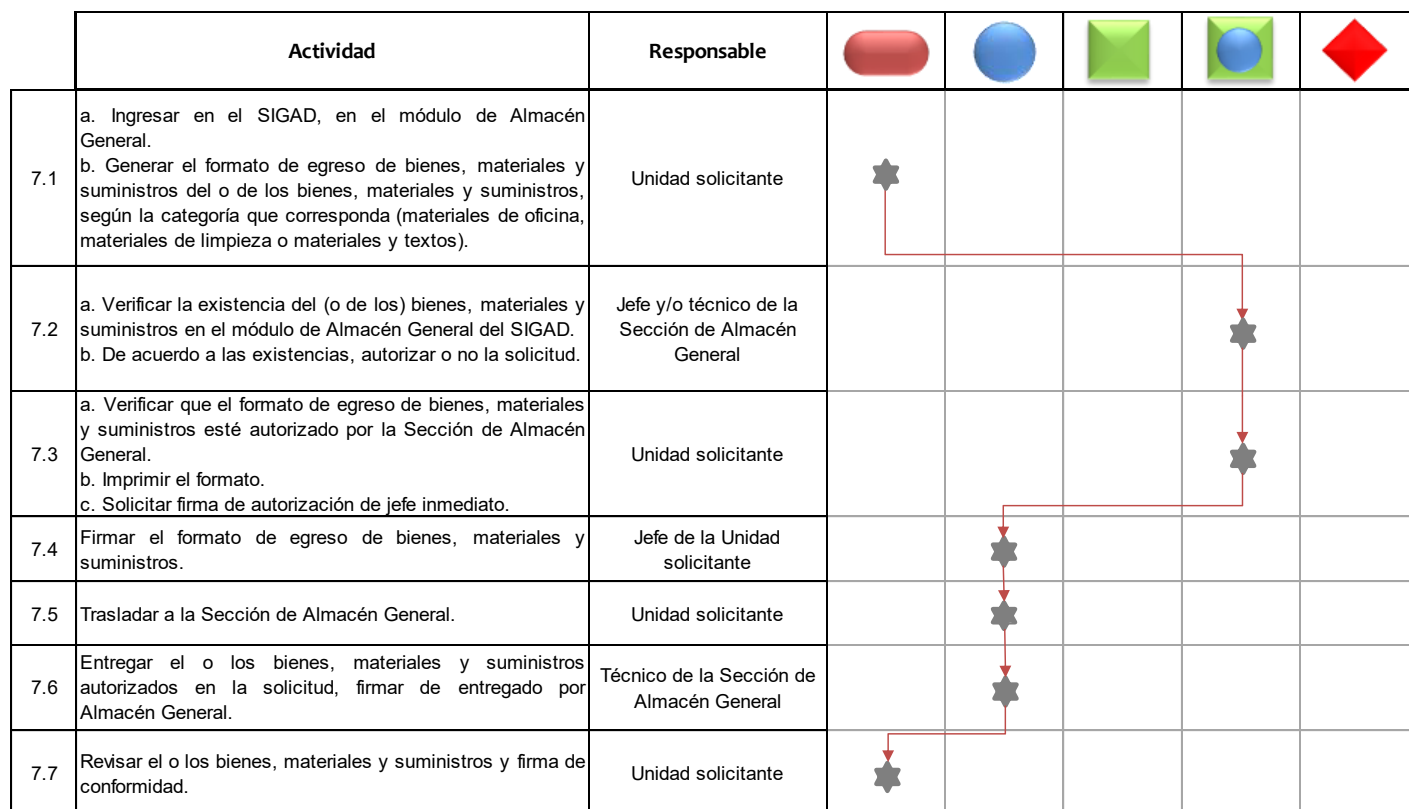 Actividad
Responsable
7.1
a. Ingresar en el SIGAD, en el módulo de Almacén
General.
b. Generar el formato de egreso de bienes, materiales y
suministros del o de los bienes, materiales y suministros,
según la categoría que corresponda (materiales de oficina,
materiales de limpieza o materiales y textos).
Unidad solicitante
7.2
a. Verificar la existencia del (o de los) bienes, materiales y
suministros en el módulo de Almacén General del SIGAD.
b. De acuerdo a las existencias, autorizar o no la solicitud.
Jefe y/o técnico de la
Sección de Almacén
General
7.3
a. Verificar que el formato de egreso de bienes, materiales
y suministros esté autorizado por la Sección de Almacén
General.
b. Imprimir el formato.
c. Solicitar firma de autorización de jefe inmediato.
Unidad solicitante
7.4
Firmar el formato de egreso de bienes, materiales y
suministros.
Jefe de la Unidad
solicitante
7.5
Trasladar a la Sección de Almacén General.
Unidad solicitante
7.6
Entregar el o los bienes, materiales y suministros
autorizados en la solicitud, firmar de entregado por
Almacén General.
Técnico de la Sección de
Almacén General
7.7
Revisar el o los bienes, materiales y suministros y firma de
conformidad.
Unidad solicitante